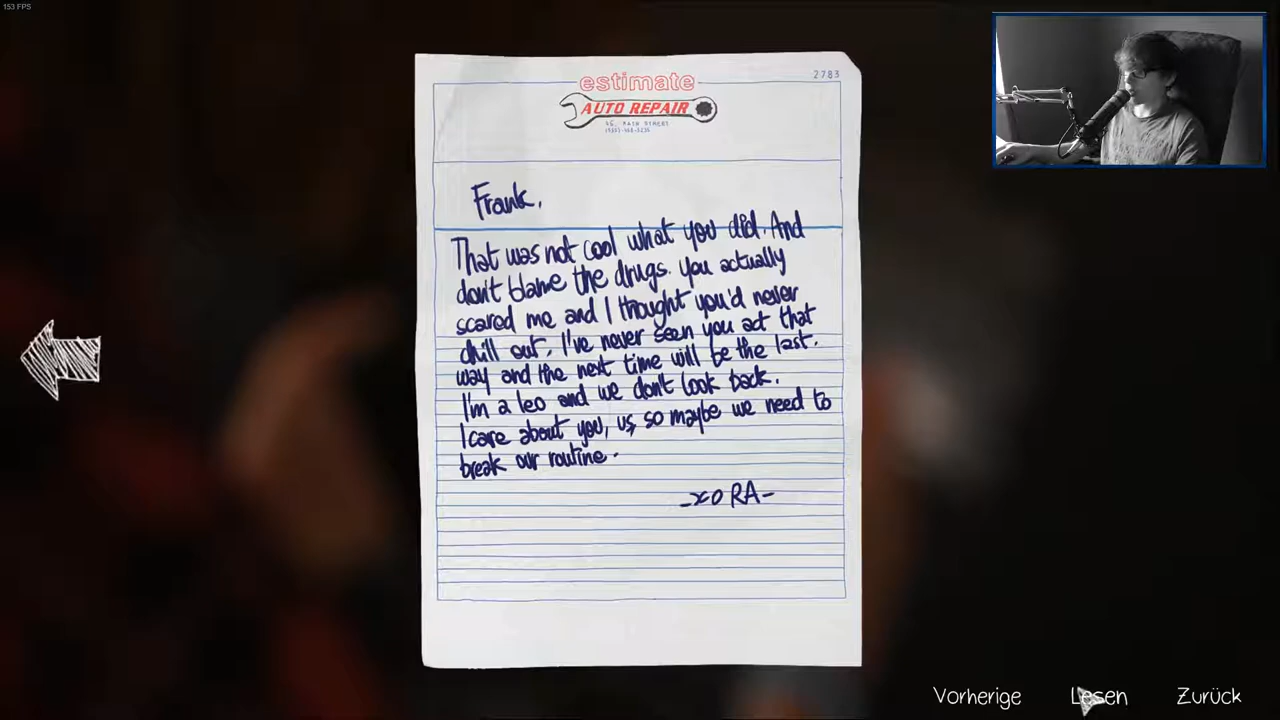 153 FPS
2783
estimate
AUTO REPAIR
Frank,
That was not cool what you did. And
don't blame the drugs. You actually
scared me and I thought you'd never
chill out. I've never seen you act that
way and the next time will be the last.
I'm a leo and we don't look back.
I care about you, us, so maybe we need to
break our routine.
-xo RA-
Vorherige
Lesen
Zurück